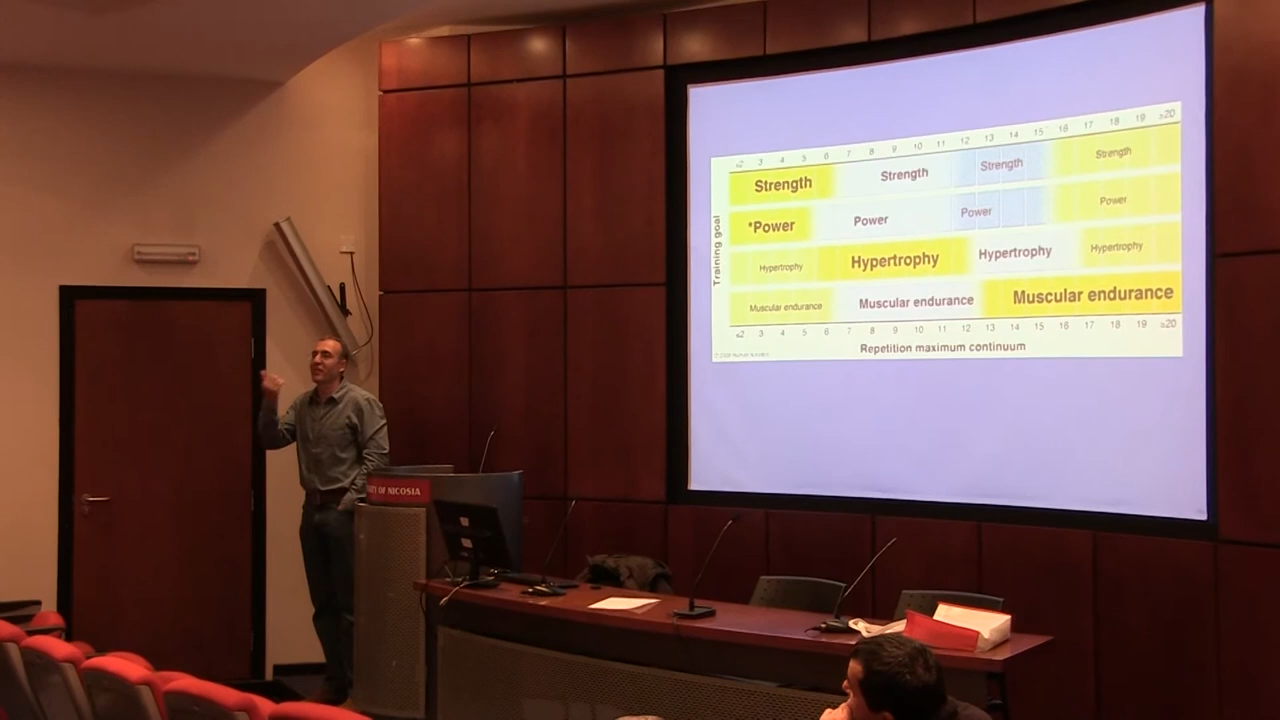 ≤2 3 4 5 6 7 8 9 10 11 12 13 14 15 16 17 18 19 ≥20
Strength Strength Strength Strength
*Power Power Power Power
Training goal
Hypertrophy Hypertrophy Hypertrophy Hypertrophy
Muscular endurance Muscular endurance Muscular endurance
≤2 3 4 5 6 7 8 9 10 11 12 13 14 15 16 17 18 19 ≥20
Repetition maximum continuum
OF NICOSIA